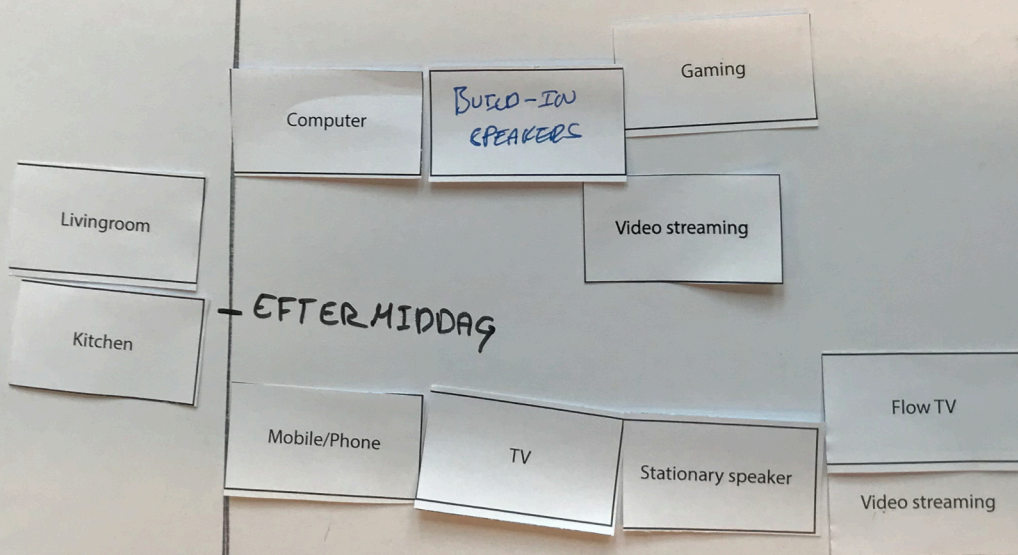 Gaming
Computer
BUILD-IN
SPEAKERS
Livingroom
Video streaming
Kitchen
- EFTERMIDDAG
Flow TV
Mobile/Phone
TV
Stationary speaker
Video streaming